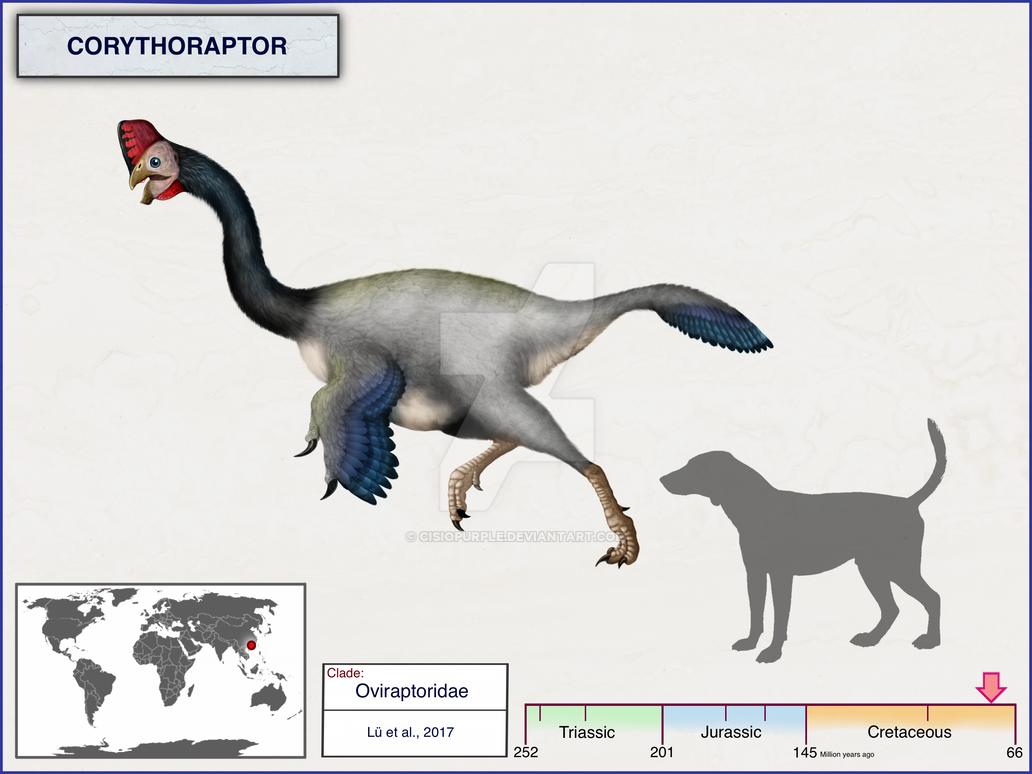 CORYTHORAPTOR
© CISIOPURPLE.DEVIANTART.CO
Clade:
Oviraptoridae
Lü et al., 2017
Triassic
Jurassic
Cretaceous
252
201
145 Million years ago
66